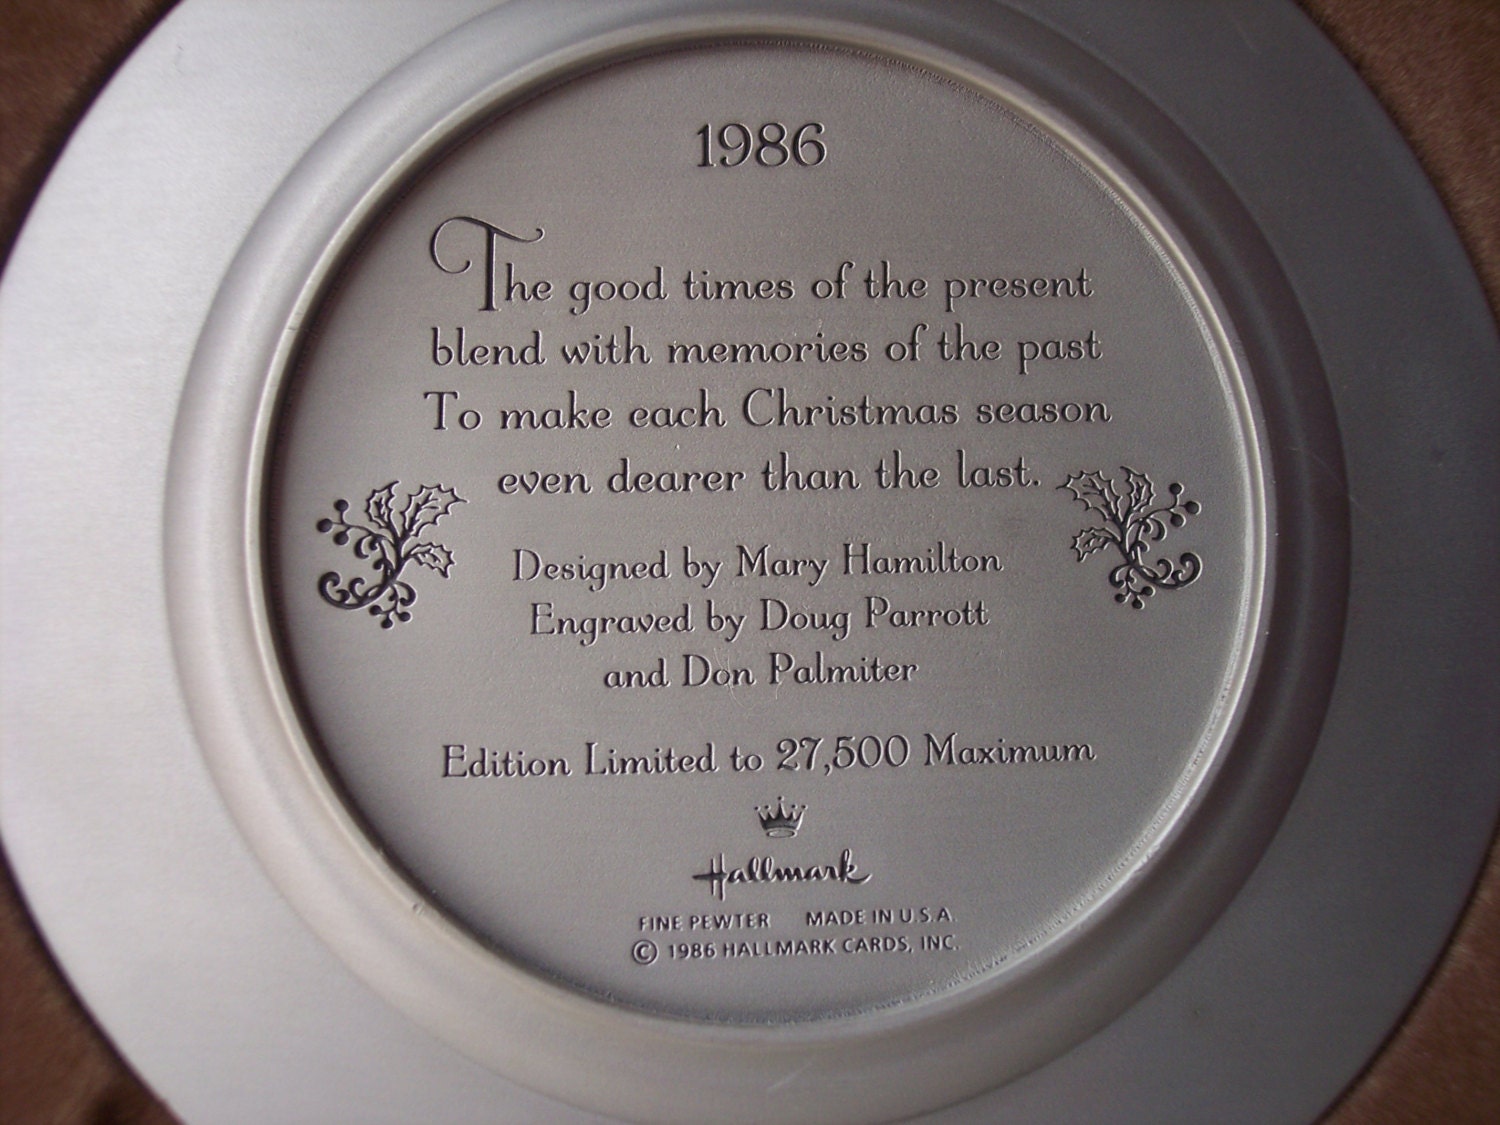 1986
The good times of the present
blend with memories of the past
To make each Christmas season
even dearer than the last.
Designed by Mary Hamilton
Engraved by Doug Parrott
and Don Palmiter
Edition Limited to 27,500 Maximum
Hallmark
FINE PEWTER MADE IN U.S.A.
© 1986 HALLMARK CARDS, INC.